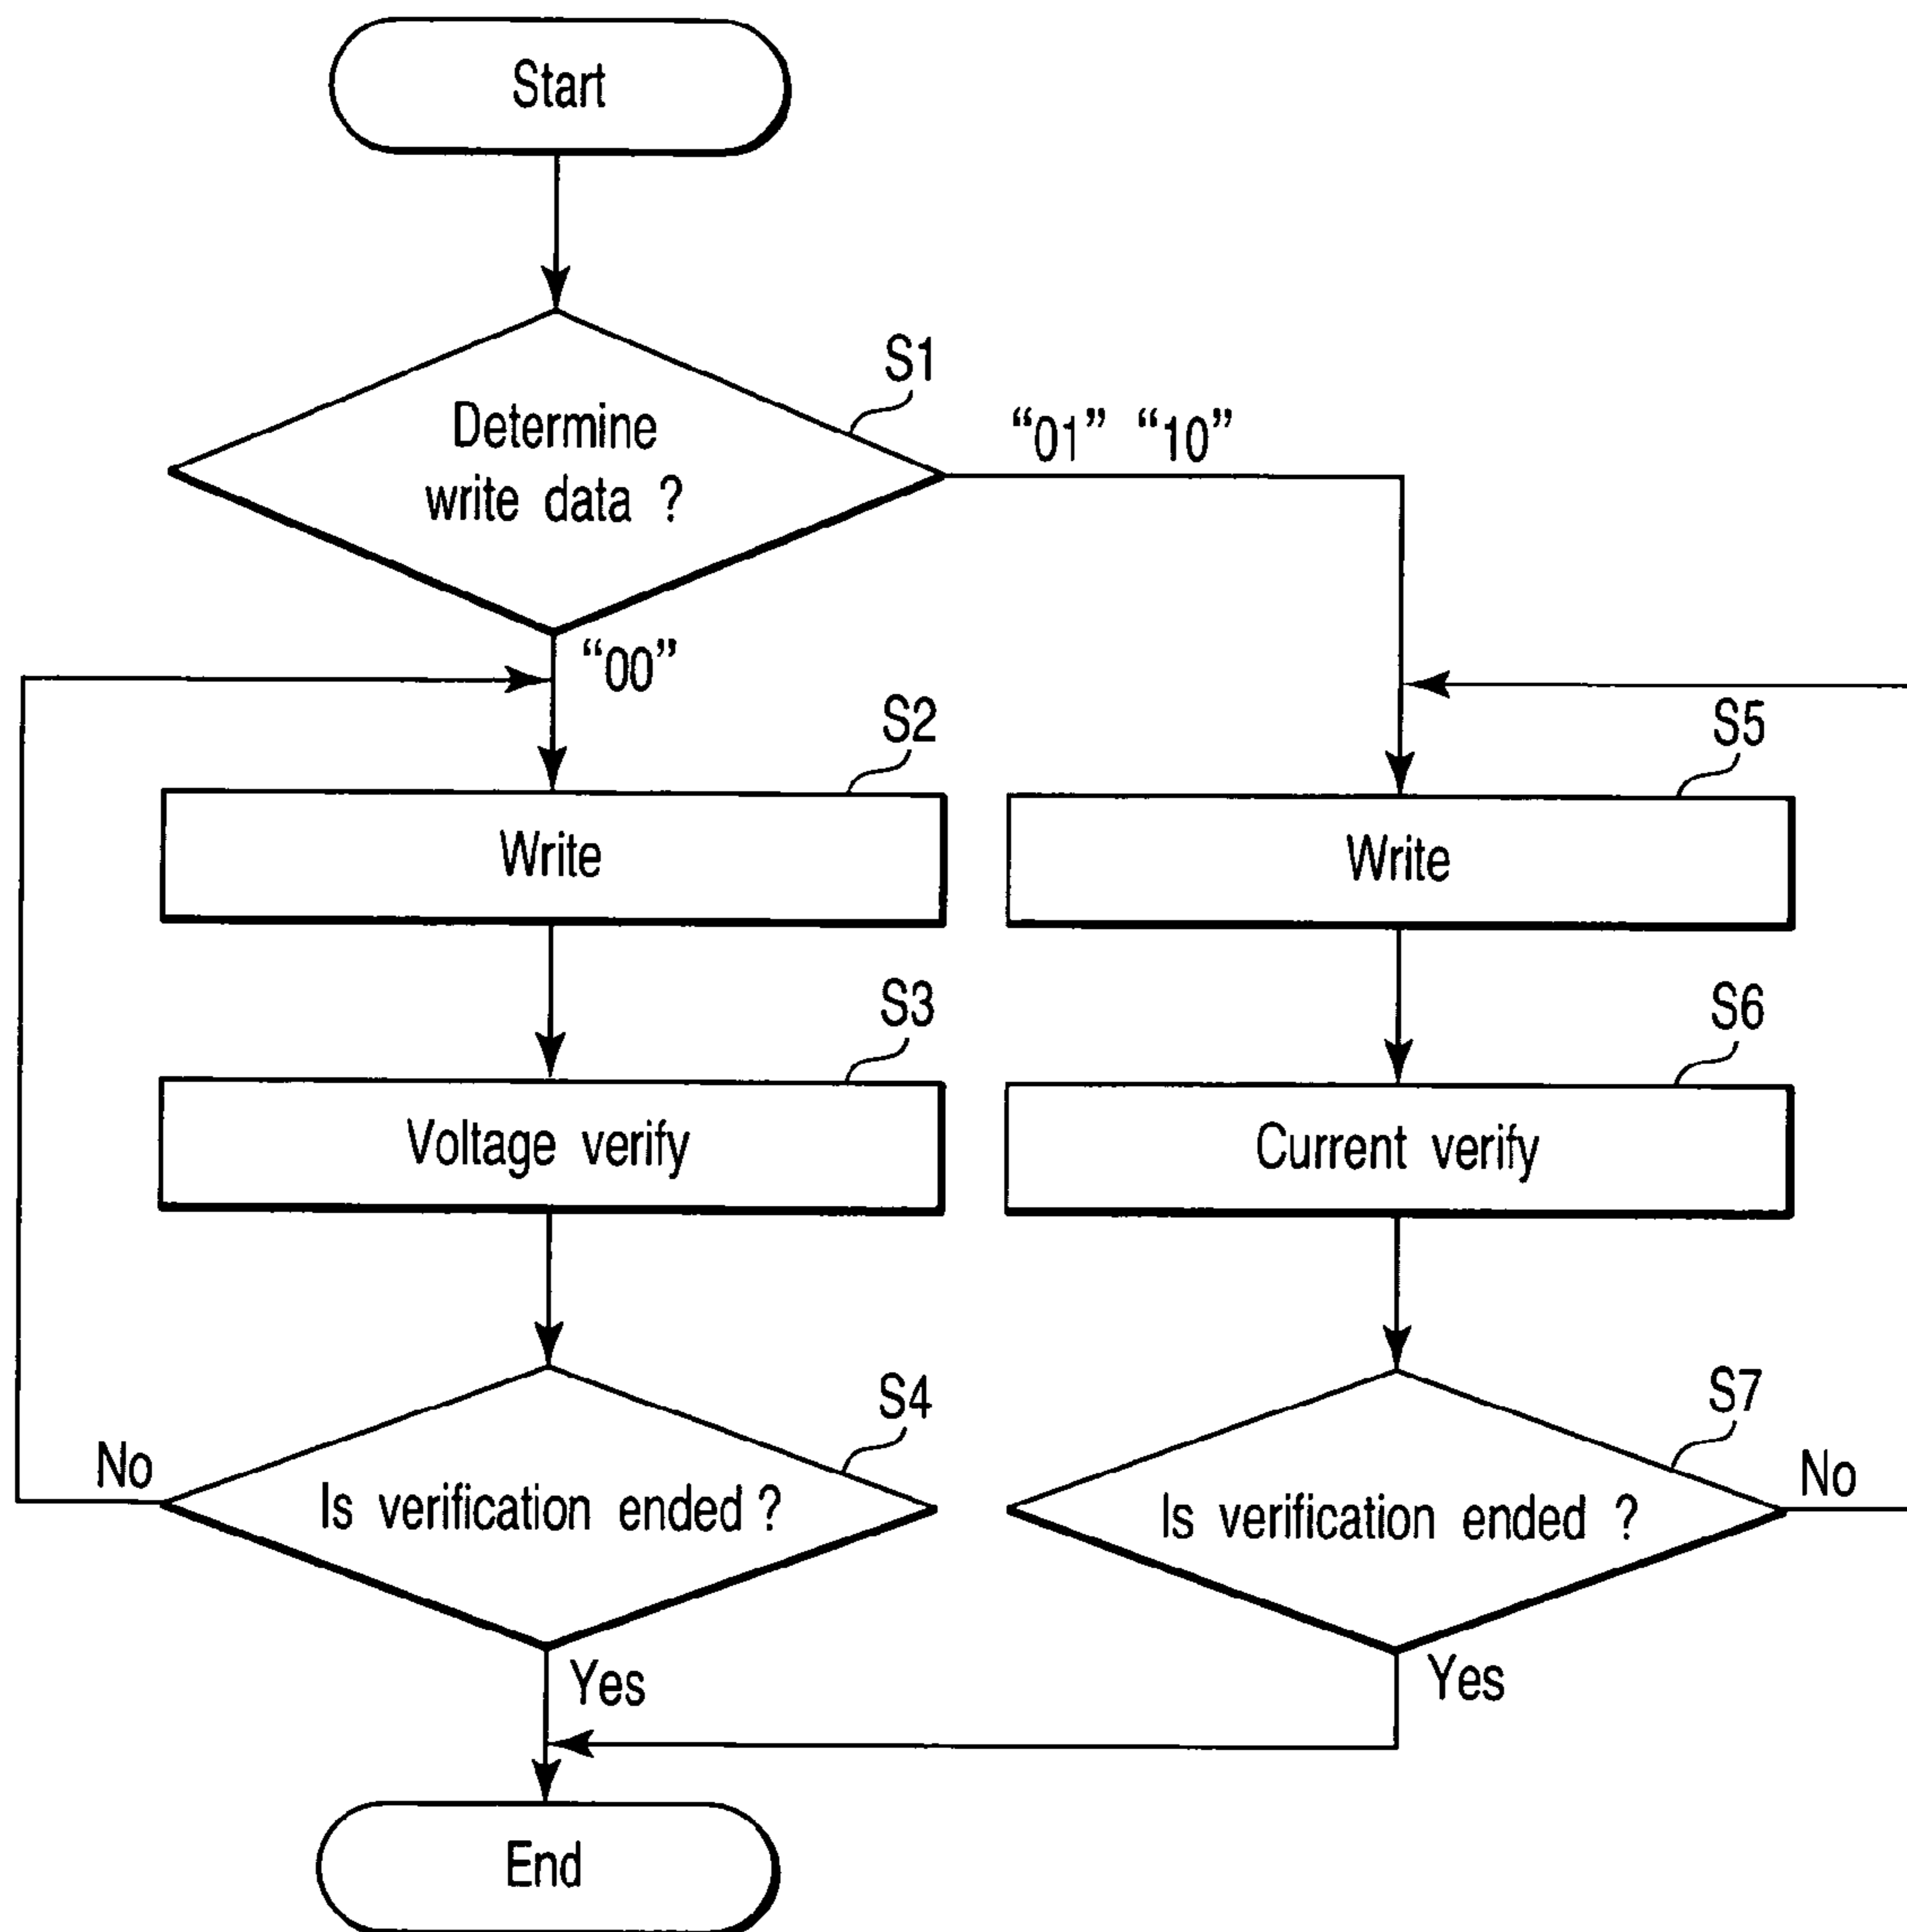 Start
S1
Determine
write data ?
“01” “10”
“00”
S2
Write
S5
Write
S3
Voltage verify
S6
Current verify
S4
No
Is verification ended ?
Yes
S7
Is verification ended ?
No
Yes
End